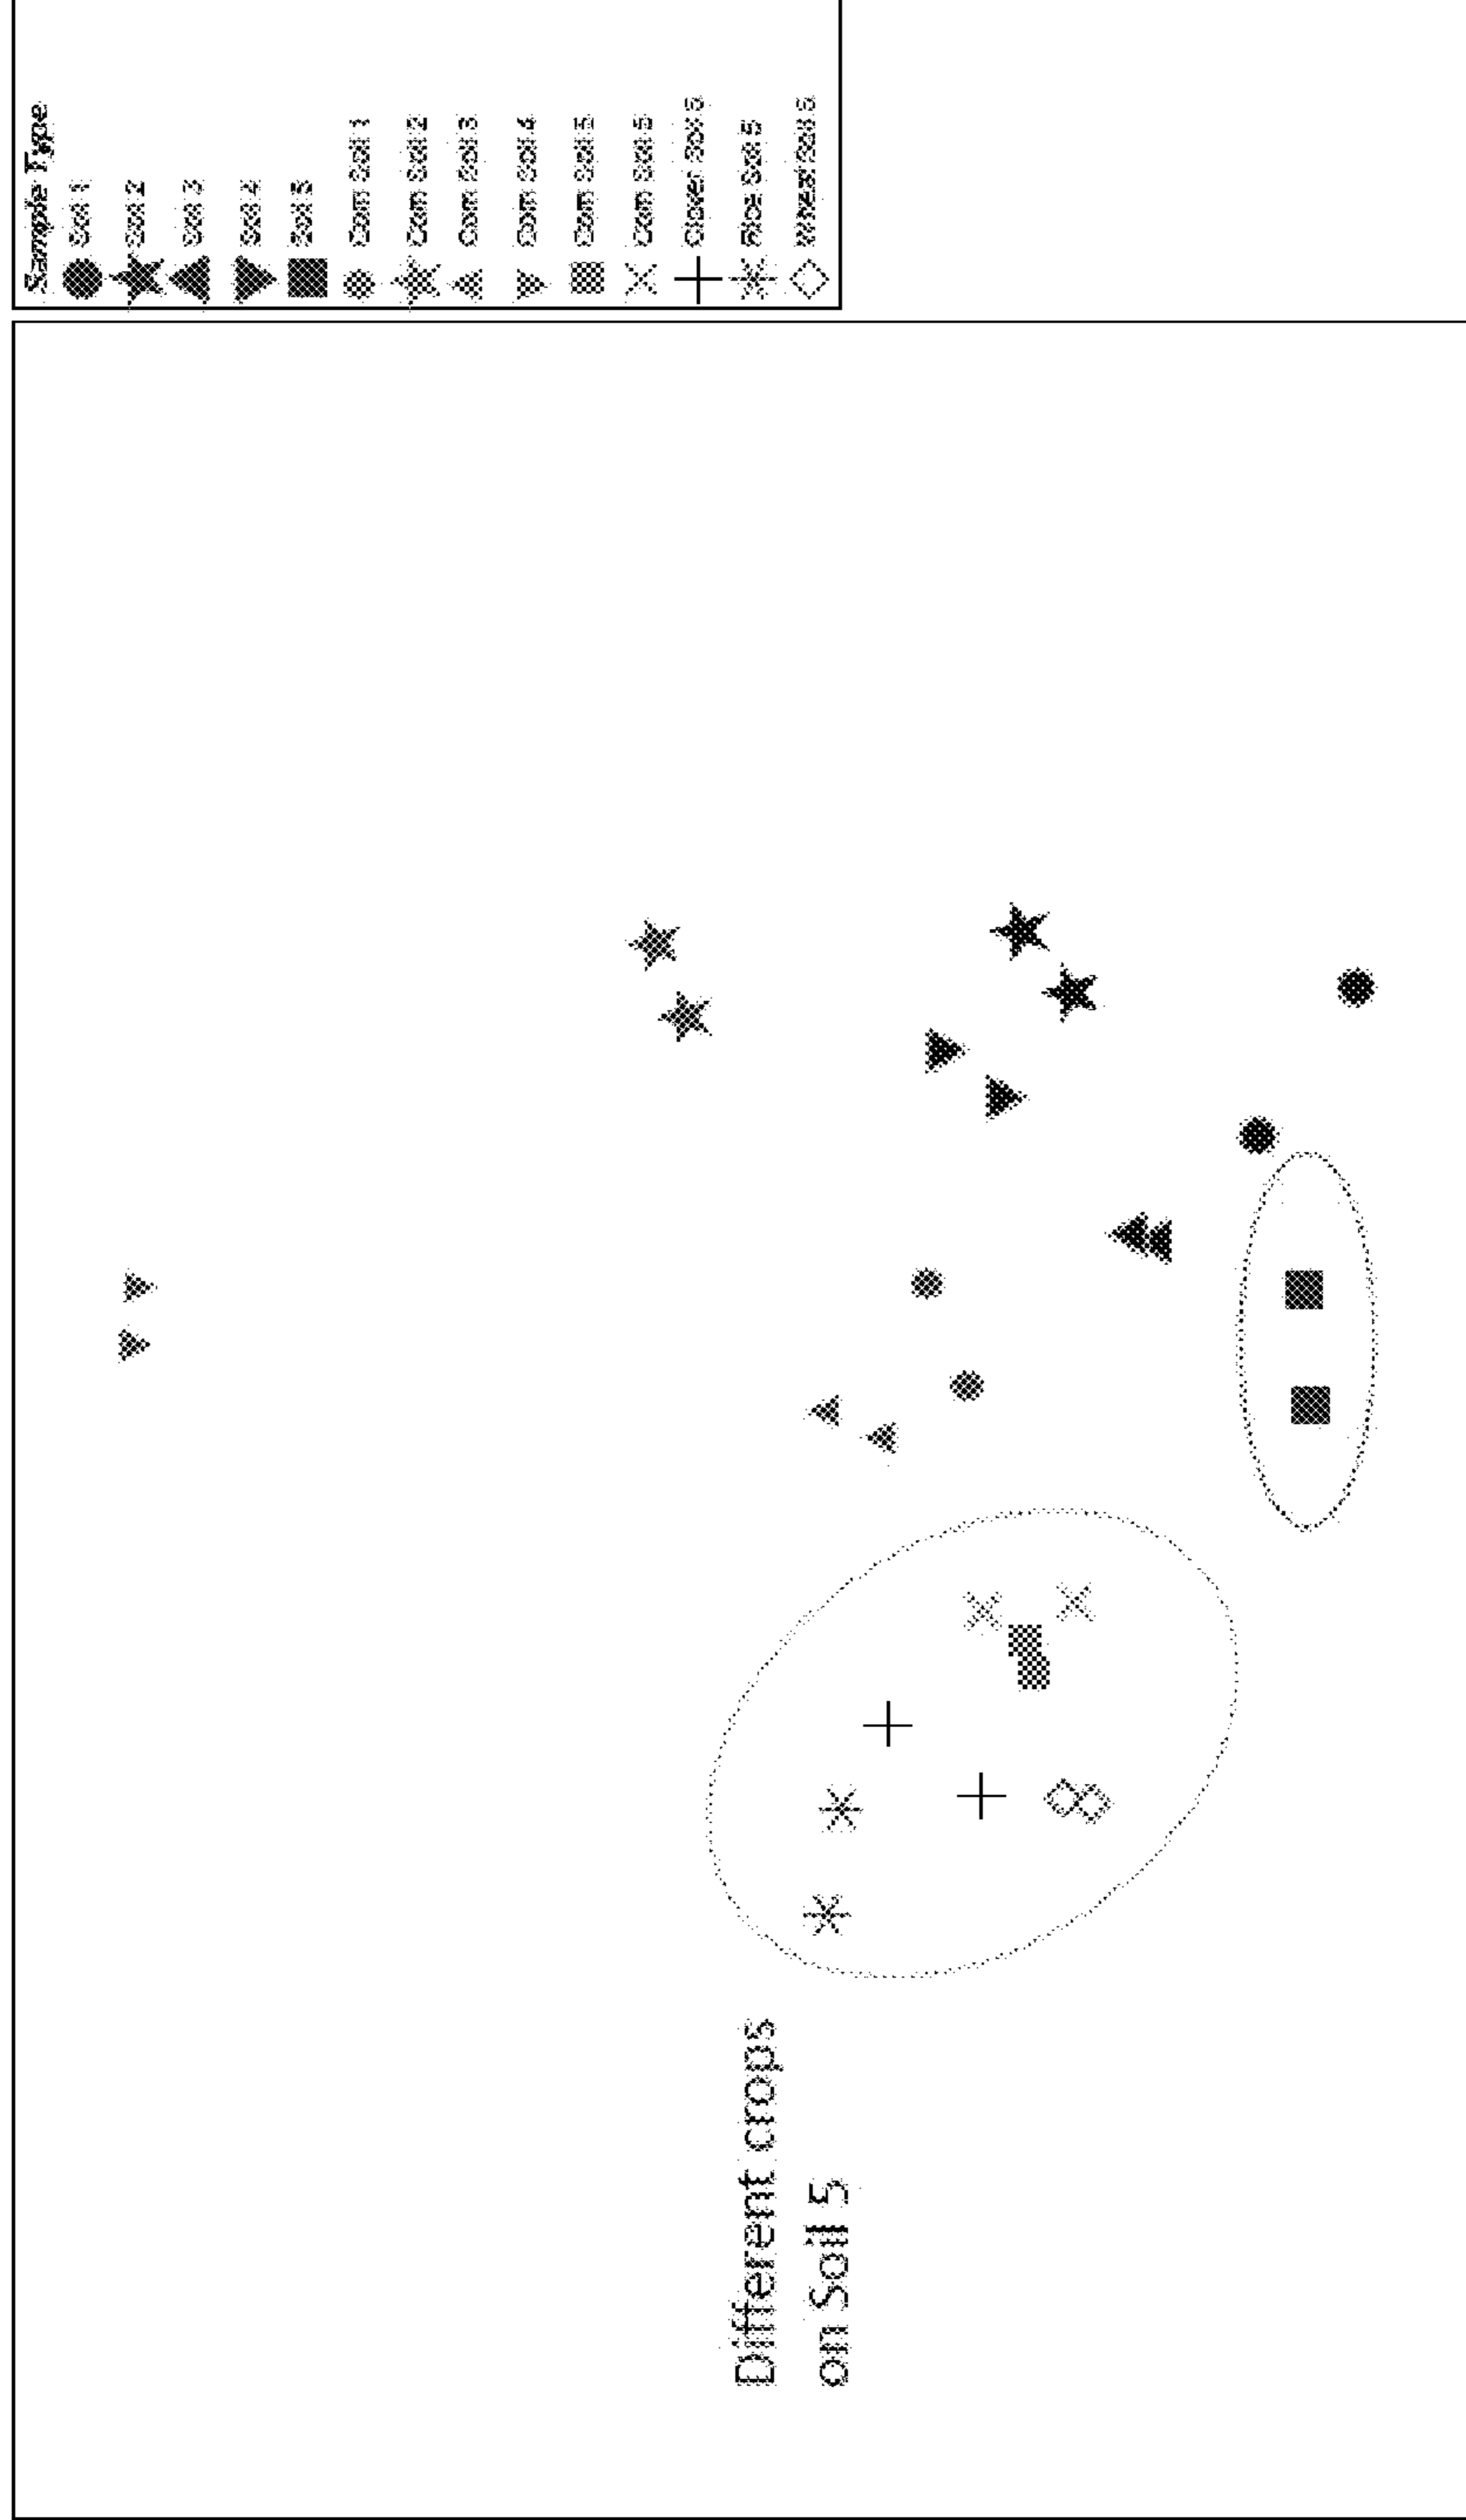 Sample Type
Soil 1
Soil 2
Soil 3
Soil 4
Soil 5
Corn Soil 1
Corn Soil 2
Corn Soil 3
Corn Soil 4
Corn Soil 5
Corn Soil 5
Clover Soil 5
Rice Soil 5
Wheat Soil 5
Different crops
on Soil 5